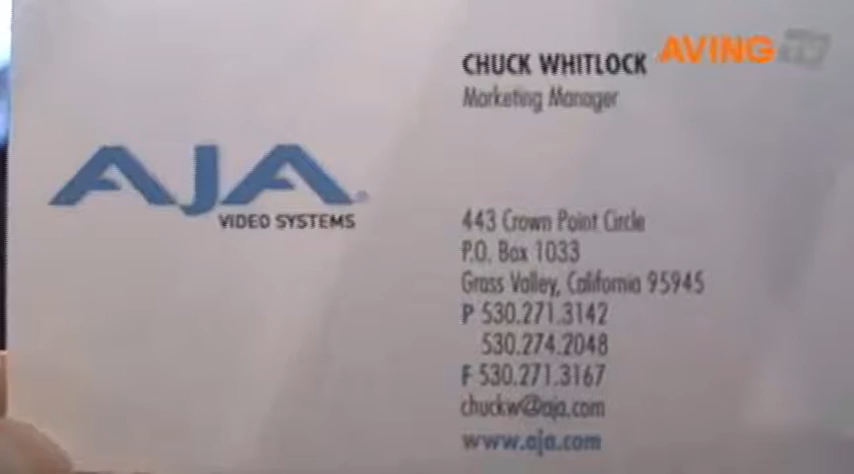 AVING TV
CHUCK WHITLOCK
Marketing Manager
AJA®
VIDEO SYSTEMS
443 Crown Point Circle
P.O. Box 1033
Grass Valley, California 95945
P 530.271.3142
530.274.2048
F 530.271.3167
chuckw@aja.com
www.aja.com